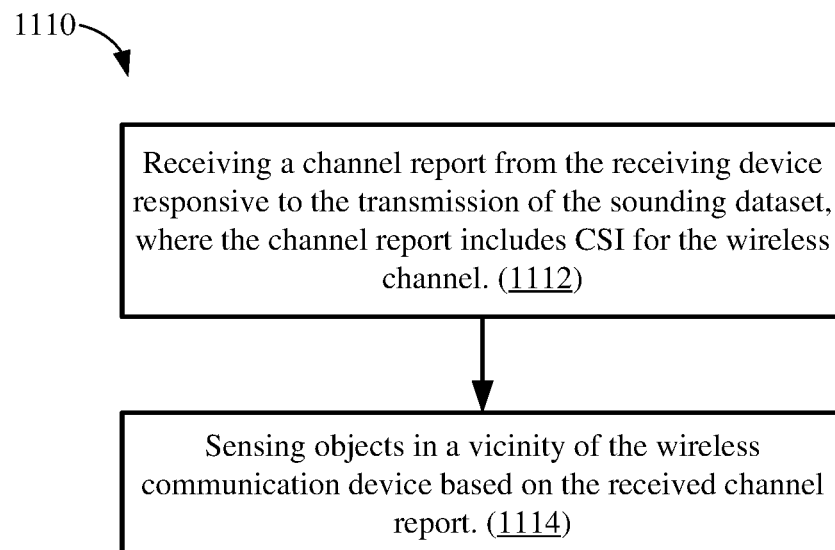 1110
Receiving a channel report from the receiving device
responsive to the transmission of the sounding dataset,
where the channel report includes CSI for the wireless
channel. (1112)
Sensing objects in a vicinity of the wireless
communication device based on the received channel
report. (1114)